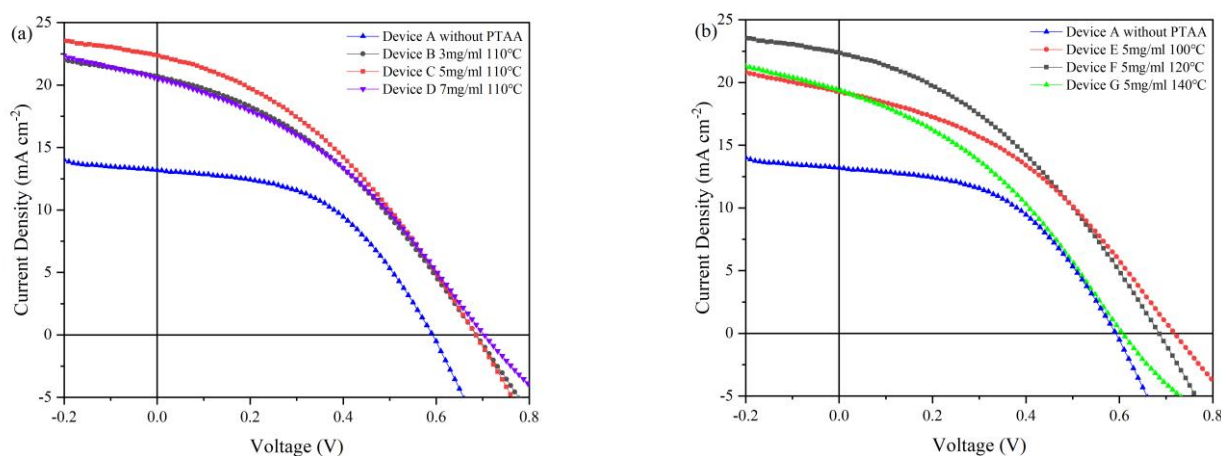 (a)
Device A without PTAA
Device B 3mg/ml 110℃
Device C 5mg/ml 110℃
Device D 7mg/ml 110℃
Current Density (mA cm⁻²)
25
20
15
10
5
0
-5
-0.2 0.0 0.2 0.4 0.6 0.8
Voltage (V)
(b)
Device A without PTAA
Device E 5mg/ml 100℃
Device F 5mg/ml 120℃
Device G 5mg/ml 140℃
Current Density (mA cm⁻²)
25
20
15
10
5
0
-5
-0.2 0.0 0.2 0.4 0.6 0.8
Voltage (V)